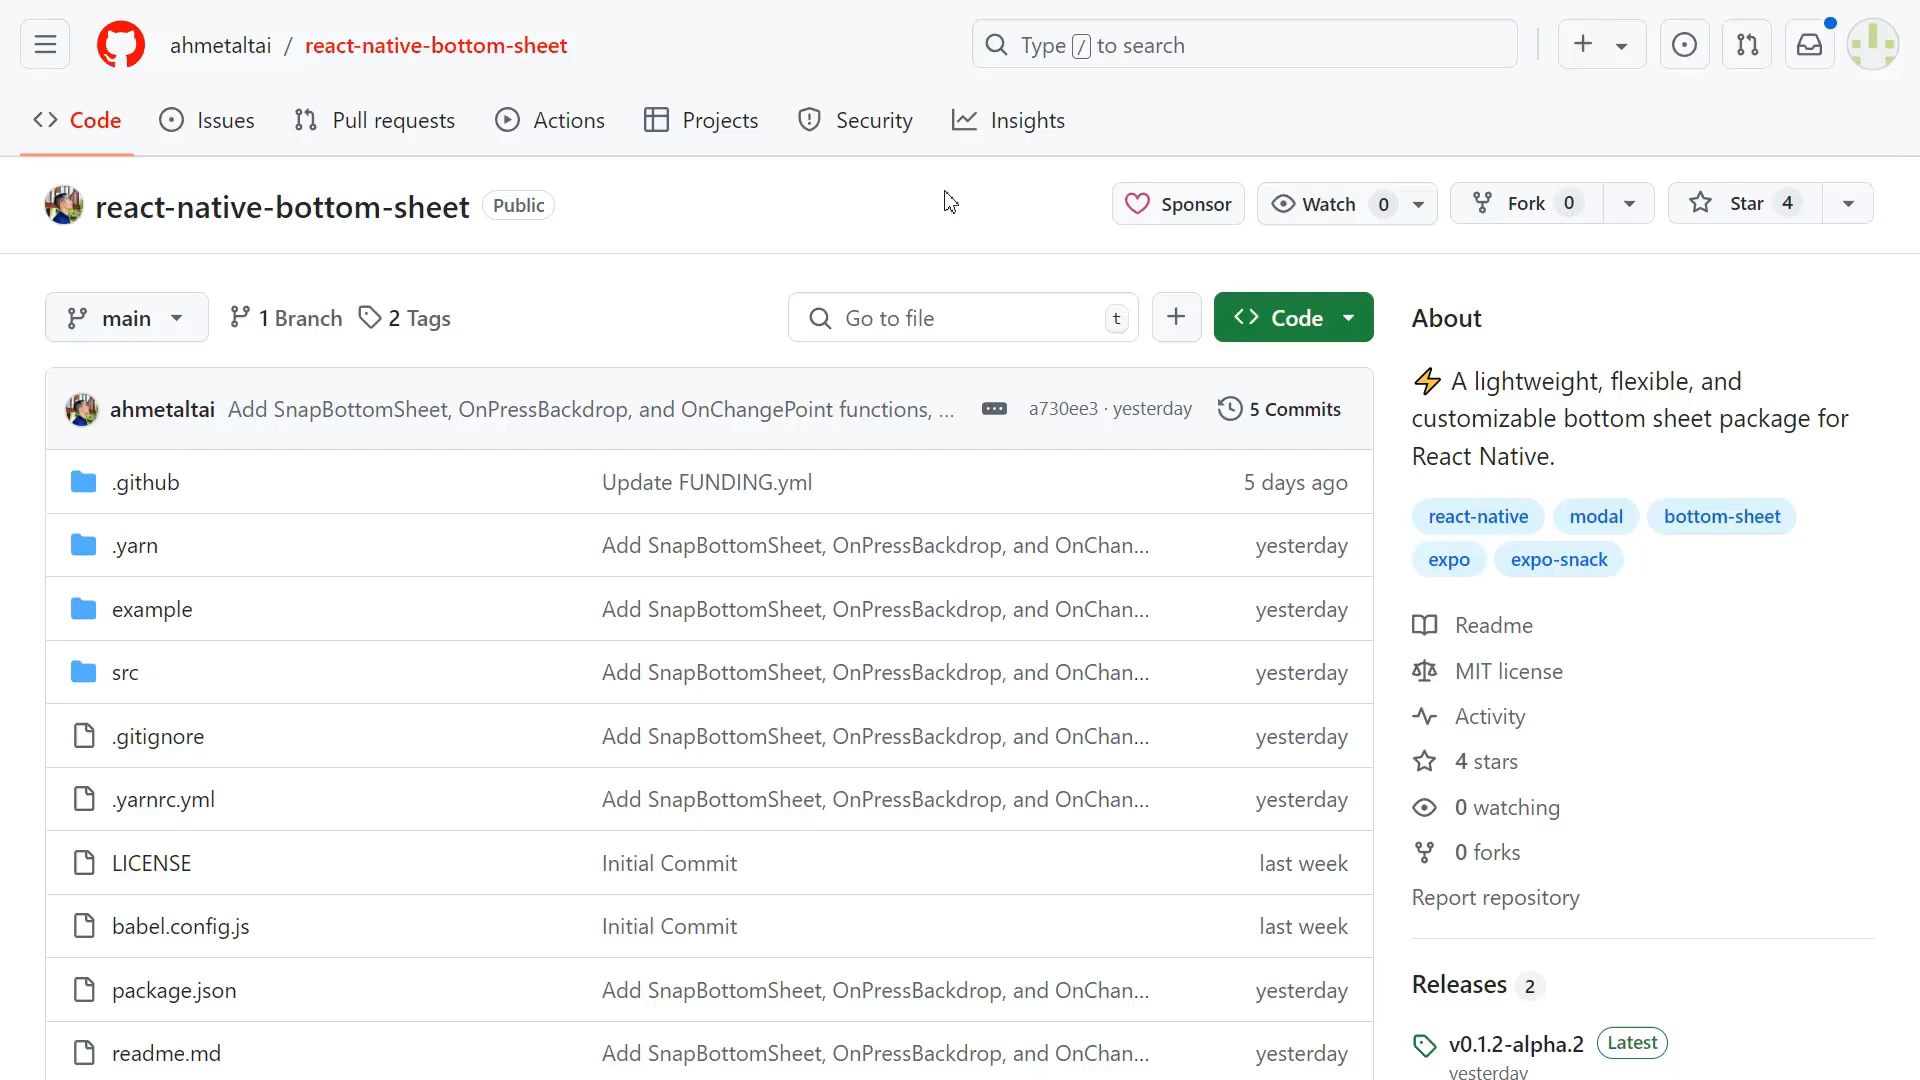 ahmetaltai / react-native-bottom-sheet
Type / to search
Code Issues Pull requests Actions Projects Security Insights
react-native-bottom-sheet Public
Sponsor Watch 0 Fork 0 Star 4
main 1 Branch 2 Tags Go to file t Code
ahmetaltai Add SnapBottomSheet, OnPressBackdrop, and OnChangePoint functions, ... a730ee3 · yesterday 5 Commits
.github Update FUNDING.yml 5 days ago
.yarn Add SnapBottomSheet, OnPressBackdrop, and OnChan... yesterday
example Add SnapBottomSheet, OnPressBackdrop, and OnChan... yesterday
src Add SnapBottomSheet, OnPressBackdrop, and OnChan... yesterday
.gitignore Add SnapBottomSheet, OnPressBackdrop, and OnChan... yesterday
.yarnrc.yml Add SnapBottomSheet, OnPressBackdrop, and OnChan... yesterday
LICENSE Initial Commit last week
babel.config.js Initial Commit last week
package.json Add SnapBottomSheet, OnPressBackdrop, and OnChan... yesterday
readme.md Add SnapBottomSheet, OnPressBackdrop, and OnChan... yesterday
About
⚡ A lightweight, flexible, and
customizable bottom sheet package for
React Native.
react-native modal bottom-sheet
expo expo-snack
Readme
MIT license
Activity
4 stars
0 watching
0 forks
Report repository
Releases 2
v0.1.2-alpha.2 Latest
yesterday